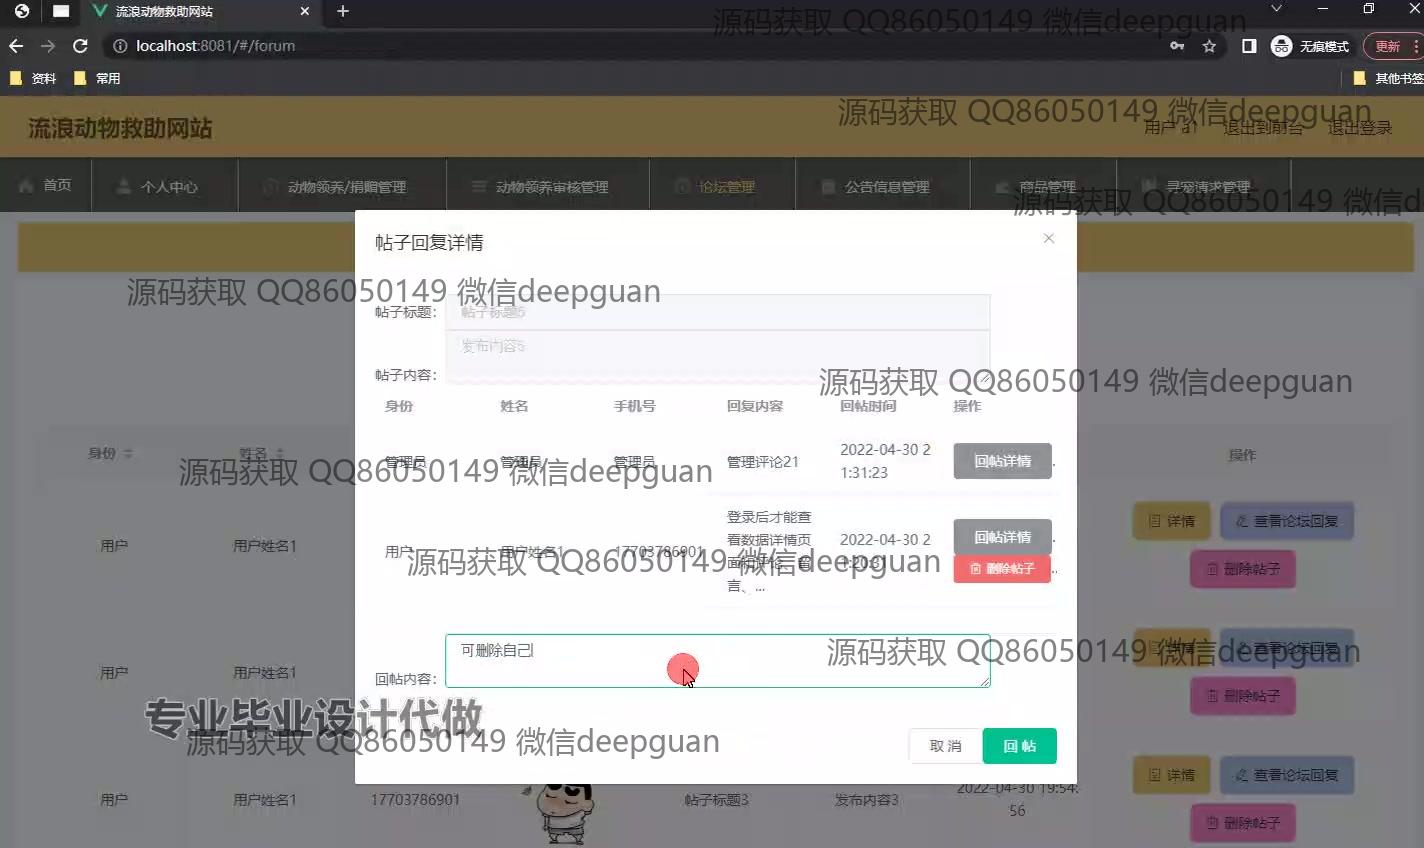 流浪动物救助网站
源码获取 QQ86050149 微信deepguan
localhost:8081/#/forum
无痕模式
更新
资料
常用
其他书签
流浪动物救助网站
源码获取 QQ86050149 微信deepguan
用户 a1
退出到前台
退出登录
首页
个人中心
动物领养/捐赠管理
动物领养审核管理
论坛管理
公告信息管理
商品管理
寻宠请求管理
源码获取 QQ86050149 微信d
帖子回复详情
源码获取 QQ86050149 微信deepguan
帖子标题：
帖子标题5
发布内容5
帖子内容：
源码获取 QQ86050149 微信deepguan
身份 姓名 手机号 回复内容 回帖时间 操作
身份 姓名
操作
管理员 管理员 管理员 管理评论21
2022-04-30 2
1:31:23
回帖详情
源码获取 QQ86050149 微信deepguan
用户 用户姓名1
用户 用户姓名1 17703786901
登录后才能查
看数据详情页
面和评论、留
言、...
2022-04-30 2
1:20:31
回帖详情
删除帖子
源码获取 QQ86050149 微信deepguan
详情
查看论坛回复
删除帖子
可删除自己
回帖内容：
源码获取 QQ86050149 微信deepguan
用户 用户姓名1
详情
查看论坛回复
删除帖子
专业毕业设计代做
源码获取 QQ86050149 微信deepguan
取 消
回 帖
用户 用户姓名1 17703786901 帖子标题3 发布内容3
2022-04-30 19:54:
56
详情
查看论坛回复
删除帖子